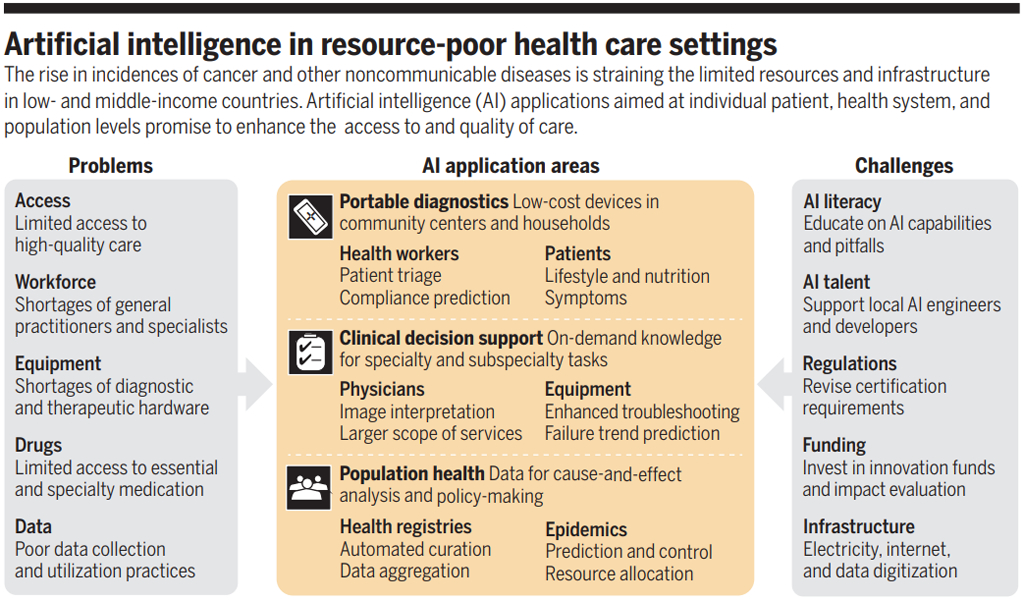 Artificial intelligence in resource-poor health care settings
The rise in incidences of cancer and other noncommunicable diseases is straining the limited resources and infrastructure
in low- and middle-income countries. Artificial intelligence (AI) applications aimed at individual patient, health system, and
population levels promise to enhance the access to and quality of care.
Problems
Access
Limited access to
high-quality care
Workforce
Shortages of general
practitioners and specialists
Equipment
Shortages of diagnostic
and therapeutic hardware
Drugs
Limited access to essential
and specialty medication
Data
Poor data collection
and utilization practices
AI application areas
Portable diagnostics Low-cost devices in
community centers and households
Health workers
Patient triage
Compliance prediction
Patients
Lifestyle and nutrition
Symptoms
Clinical decision support On-demand knowledge
for specialty and subspecialty tasks
Physicians
Image interpretation
Larger scope of services
Equipment
Enhanced troubleshooting
Failure trend prediction
Population health Data for cause-and-effect
analysis and policy-making
Health registries
Automated curation
Data aggregation
Epidemics
Prediction and control
Resource allocation
Challenges
AI literacy
Educate on AI capabilities
and pitfalls
AI talent
Support local AI engineers
and developers
Regulations
Revise certification
requirements
Funding
Invest in innovation funds
and impact evaluation
Infrastructure
Electricity, internet,
and data digitization